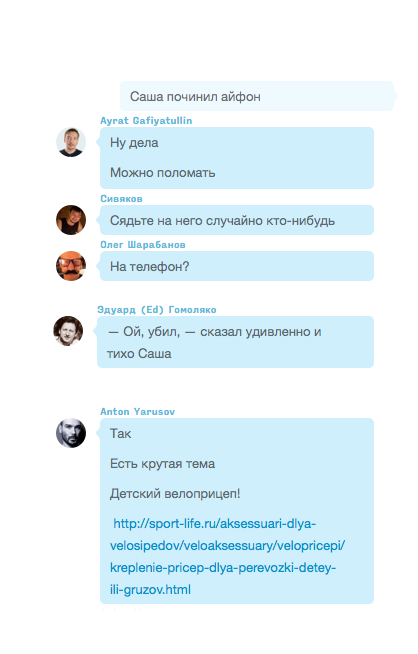 Саша починил айфон
Ayrat Gafiyatullin
Ну дела
Можно поломать
Сивяков
Сядьте на него случайно кто-нибудь
Олег Шарабанов
На телефон?
Эдуард (Ed) Гомоляко
— Ой, убил, — сказал удивленно и
тихо Саша
Anton Yarusov
Так
Есть крутая тема
Детский велоприцеп!
http://sport-life.ru/aksessuari-dlya-
velosipedov/veloaksessuary/velopricepi/
kreplenie-pricep-dlya-perevozki-detey-
ili-gruzov.html